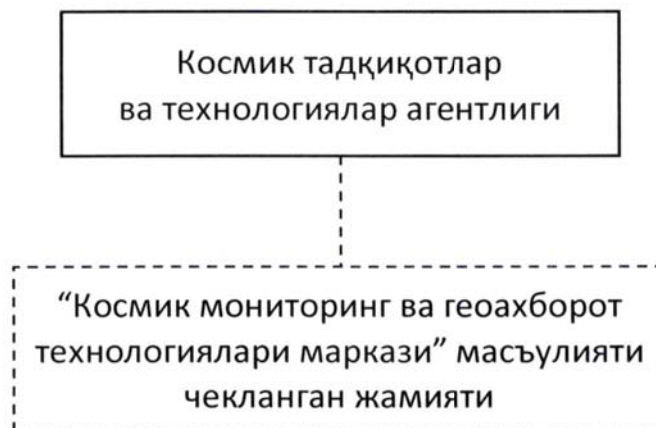 Космик тадқиқотлар
ва технологиялар агентлиги
“Космик мониторинг ва геоахборот
технологиялари маркази” масъулияти
чекланган жамияти